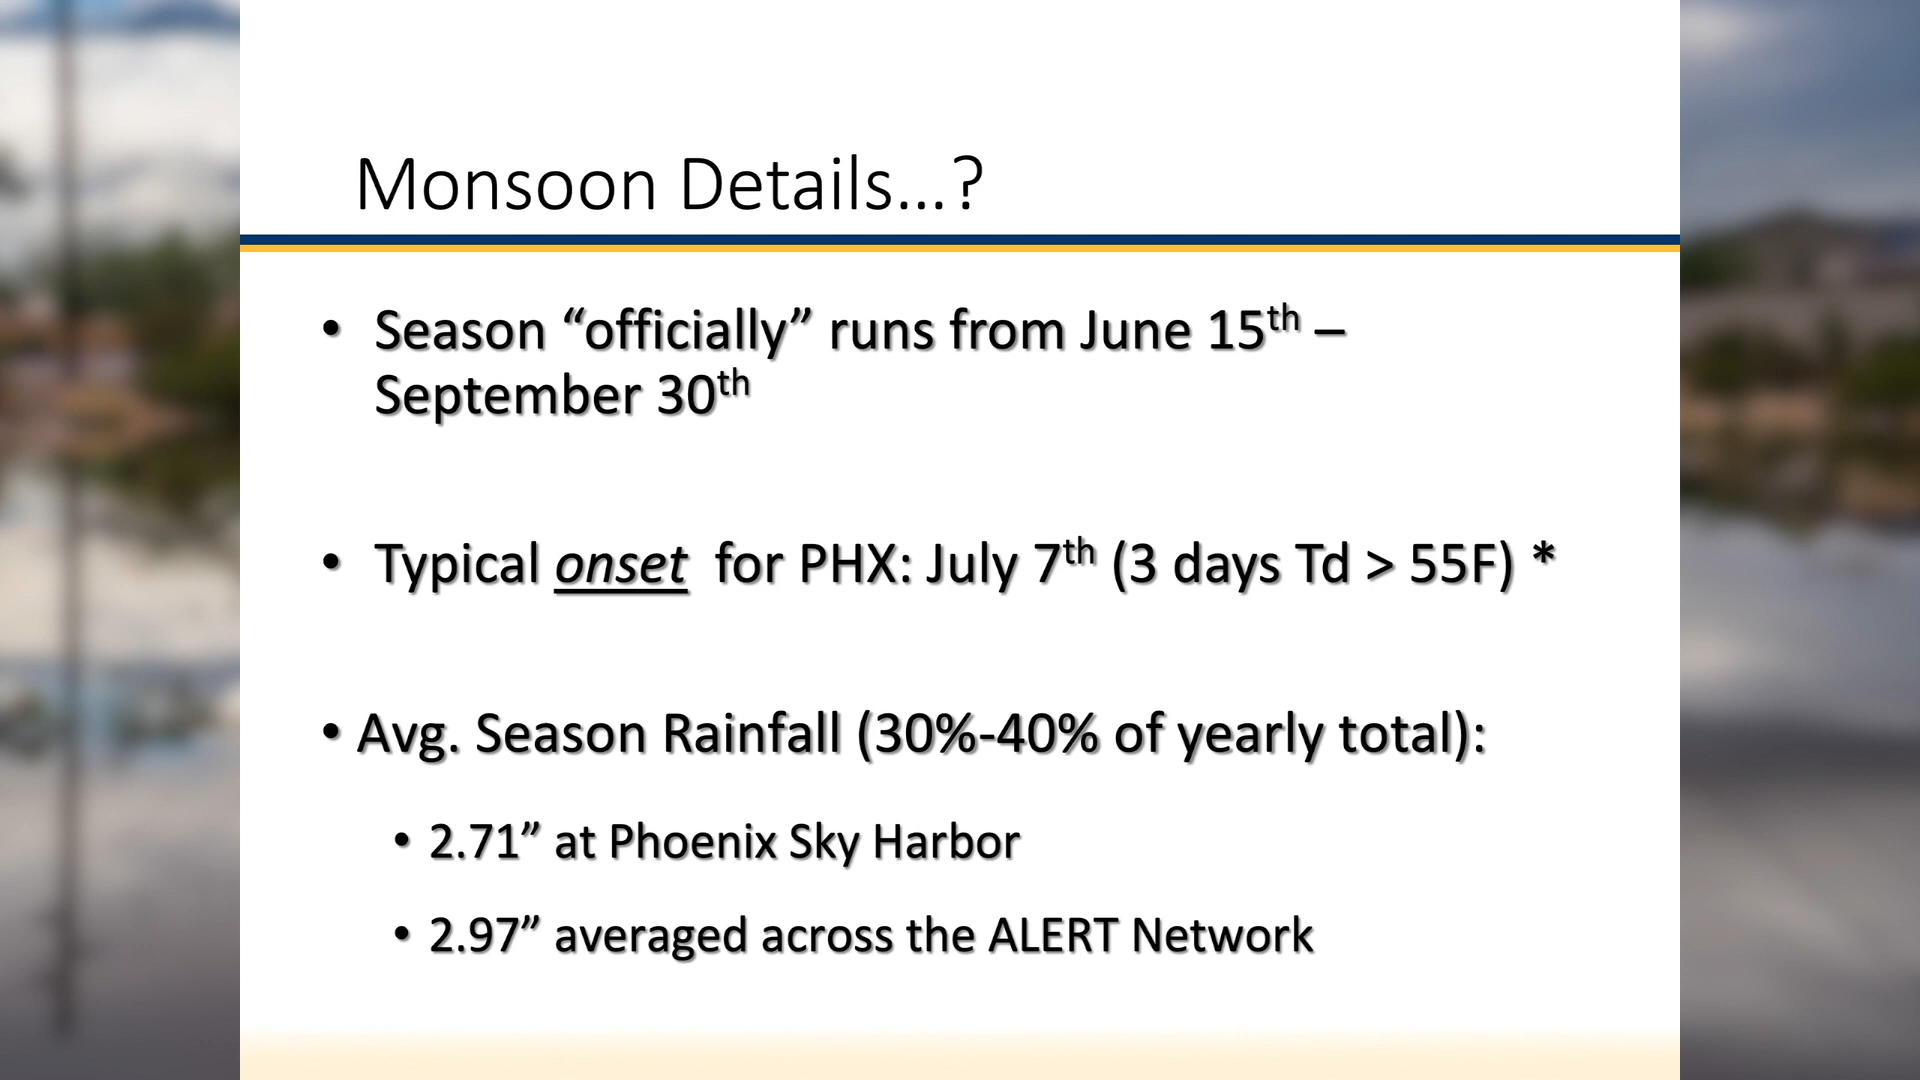 Monsoon Details...?
• Season “officially” runs from June 15th –
September 30th
• Typical onset for PHX: July 7th (3 days Td > 55F) *
• Avg. Season Rainfall (30%-40% of yearly total):
• 2.71” at Phoenix Sky Harbor
• 2.97” averaged across the ALERT Network